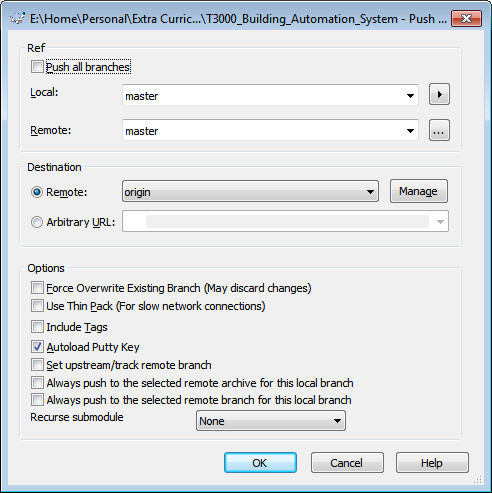 E:\Home\Personal\Extra Curric...\T3000_Building_Automation_System - Push ...
Ref
Push all branches
Local: master
Remote: master ...
Destination
Remote: origin Manage
Arbitrary URL:
Options
Force Overwrite Existing Branch (May discard changes)
Use Thin Pack (For slow network connections)
Include Tags
Autoload Putty Key
Set upstream/track remote branch
Always push to the selected remote archive for this local branch
Always push to the selected remote branch for this local branch
Recurse submodule None
OK Cancel Help